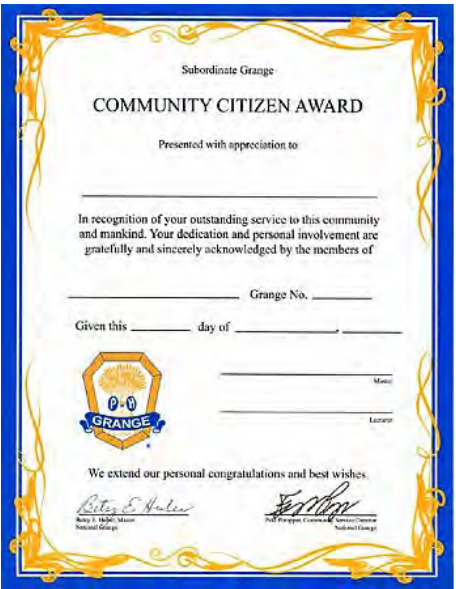 Subordinate Grange
COMMUNITY CITIZEN AWARD
Presented with appreciation to
In recognition of your outstanding service to this community
and mankind. Your dedication and personal involvement are
gratefully and sincerely acknowledged by the members of
Grange No.
Given this day of ,
Master
Lecturer
P H
GRANGE
We extend our personal congratulations and best wishes.
Betsy E. Huber
Betsy E. Huber, Master
Community Service Director
National Grange
National Grange